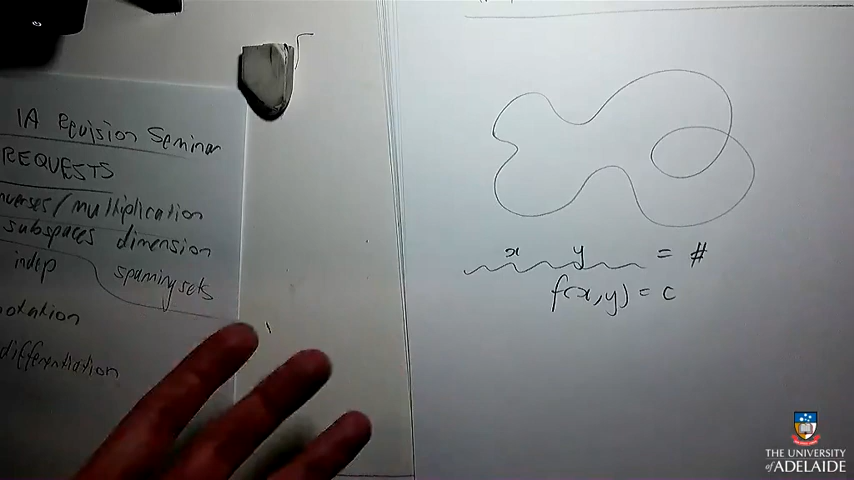 1A Revision Seminar
REQUESTS
nverses/multiplication
subspaces dimension
indep spanning sets
otation
differentiation
x y = #
f(x,y) = c
THE UNIVERSITY
of ADELAIDE